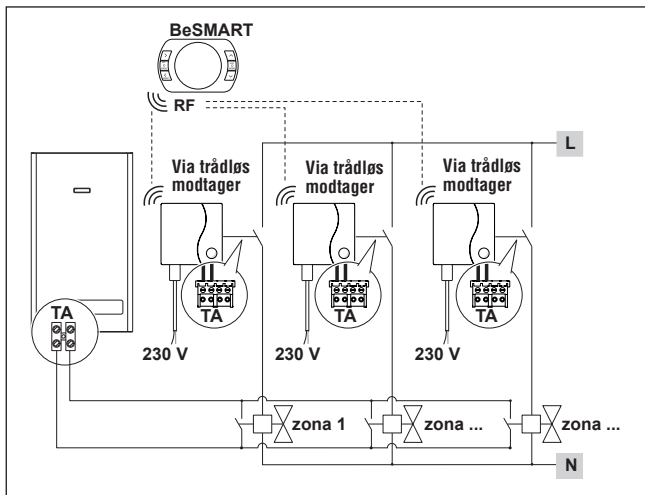 BeSMART
RF
L
Via trådløs
modtager
Via trådløs
modtager
Via trådløs
modtager
TA
TA
TA
TA
230 V
230 V
230 V
zona 1
zona ...
zona ...
N